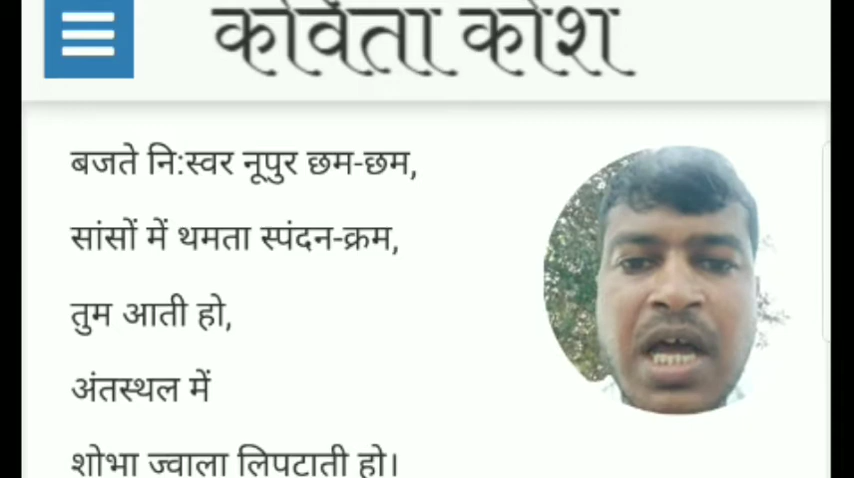 कविता कोश
बजते नि:स्वर नूपुर छम-छम,
सांसों में थमता स्पंदन-क्रम,
तुम आती हो,
अंतस्थल में
शोभा ज्वाला लिपटाती हो।